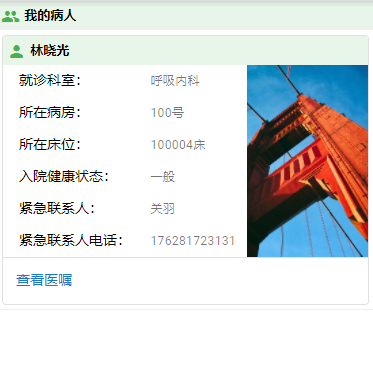 我的病人
林晓光
就诊科室： 呼吸内科
所在病房： 100号
所在床位： 100004床
入院健康状态： 一般
紧急联系人： 关羽
紧急联系人电话： 176281723131
查看医嘱